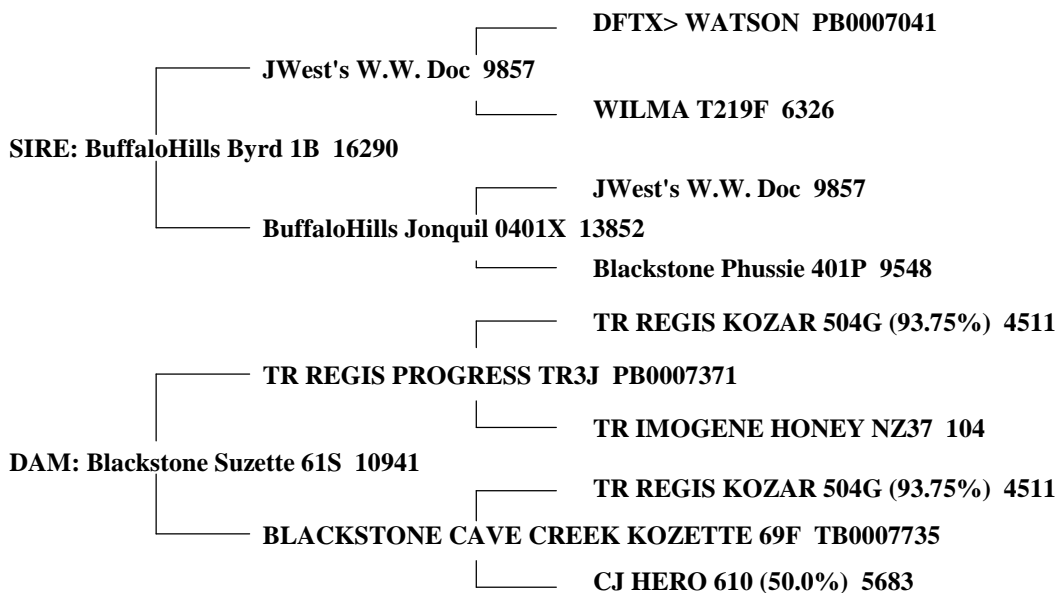 DFTX> WATSON PB0007041
JWest's W.W. Doc 9857
WILMA T219F 6326
SIRE: BuffaloHills Byrd 1B 16290
JWest's W.W. Doc 9857
BuffaloHills Jonquil 0401X 13852
Blackstone Phussie 401P 9548
TR REGIS KOZAR 504G (93.75%) 4511
TR REGIS PROGRESS TR3J PB0007371
TR IMOGENE HONEY NZ37 104
DAM: Blackstone Suzette 61S 10941
TR REGIS KOZAR 504G (93.75%) 4511
BLACKSTONE CAVE CREEK KOZETTE 69F TB0007735
CJ HERO 610 (50.0%) 5683